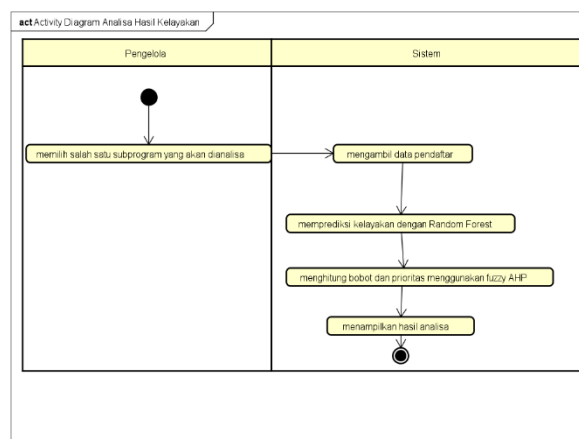 act Activity Diagram Analisa Hasil Kelayakan
Pengelola
Sistem
memilih salah satu subprogram yang akan dianalisa
mengambil data pendaftar
memprediksi kelayakan dengan Random Forest
menghitung bobot dan prioritas menggunakan fuzzy AHP
menampilkan hasil analisa